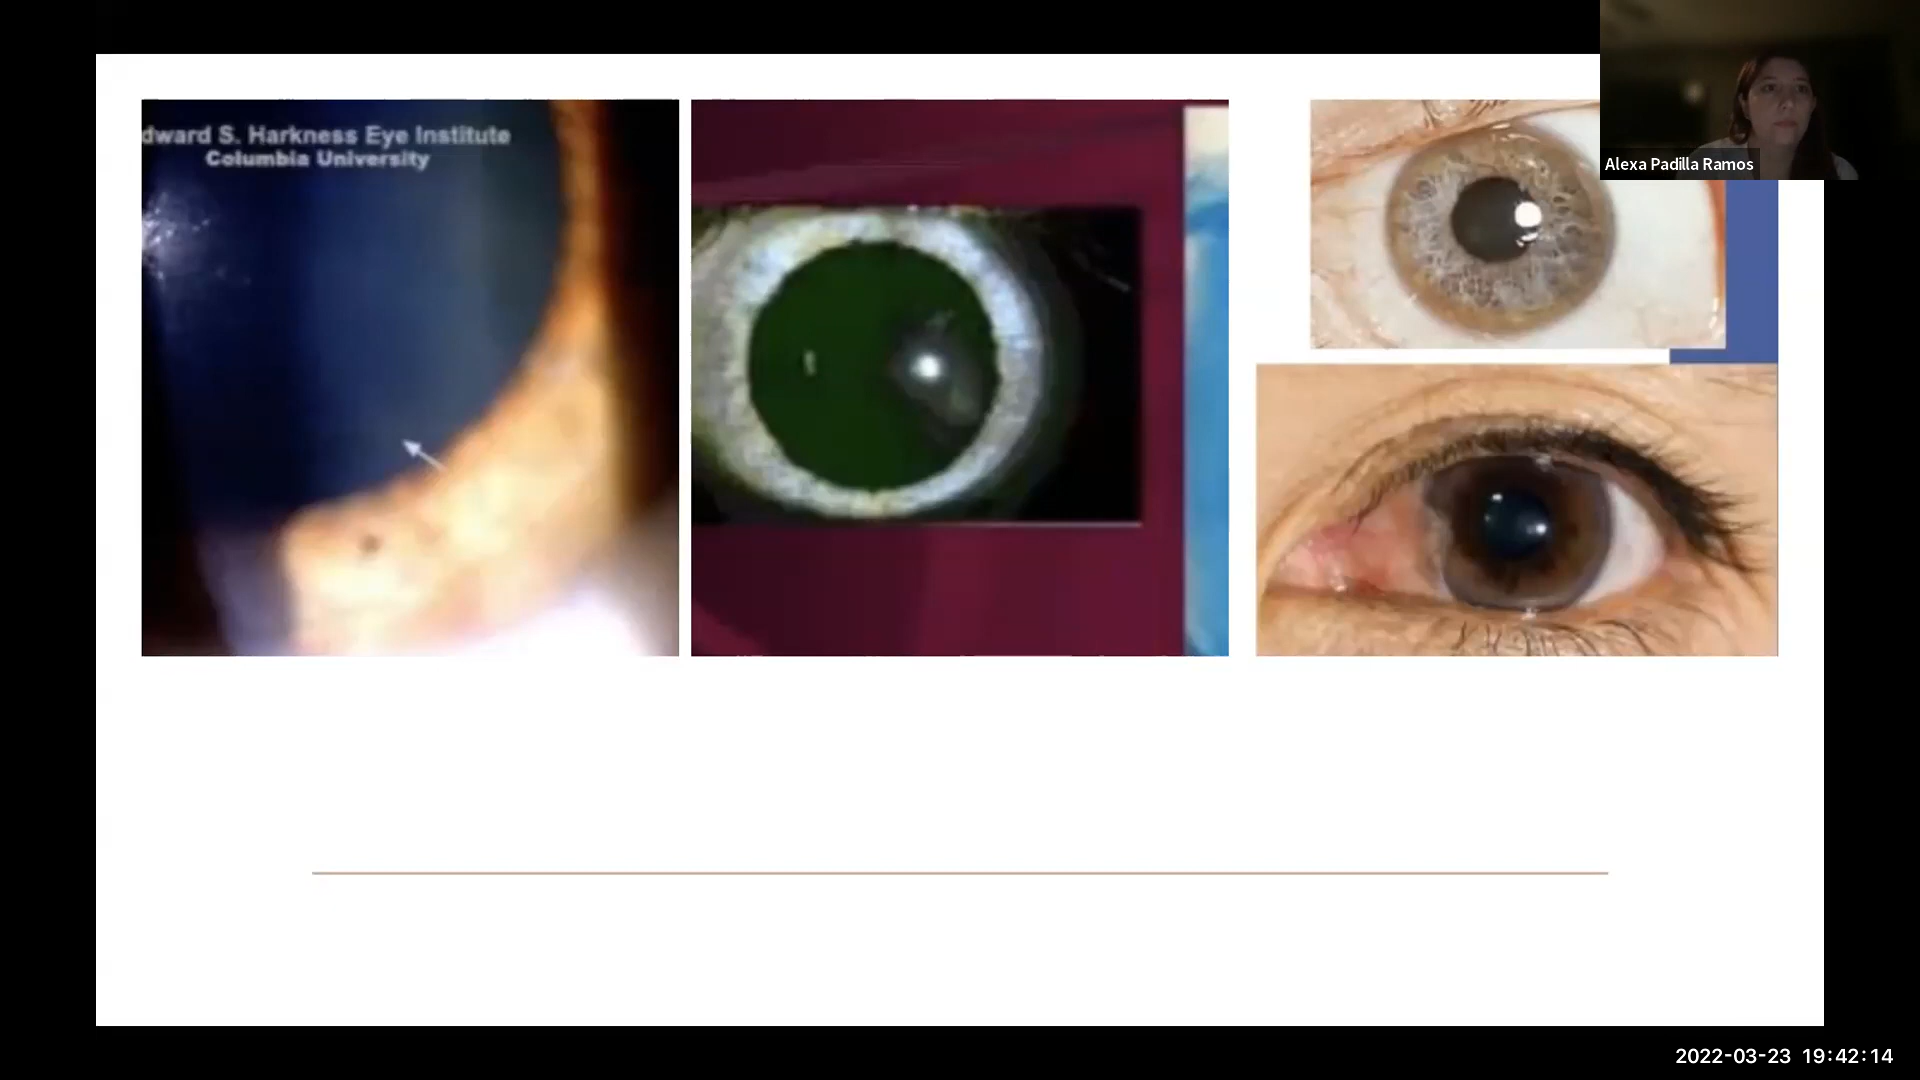 dward S. Harkness Eye Institute
Columbia University
Alexa Padilla Ramos
2022-03-23 19:42:14